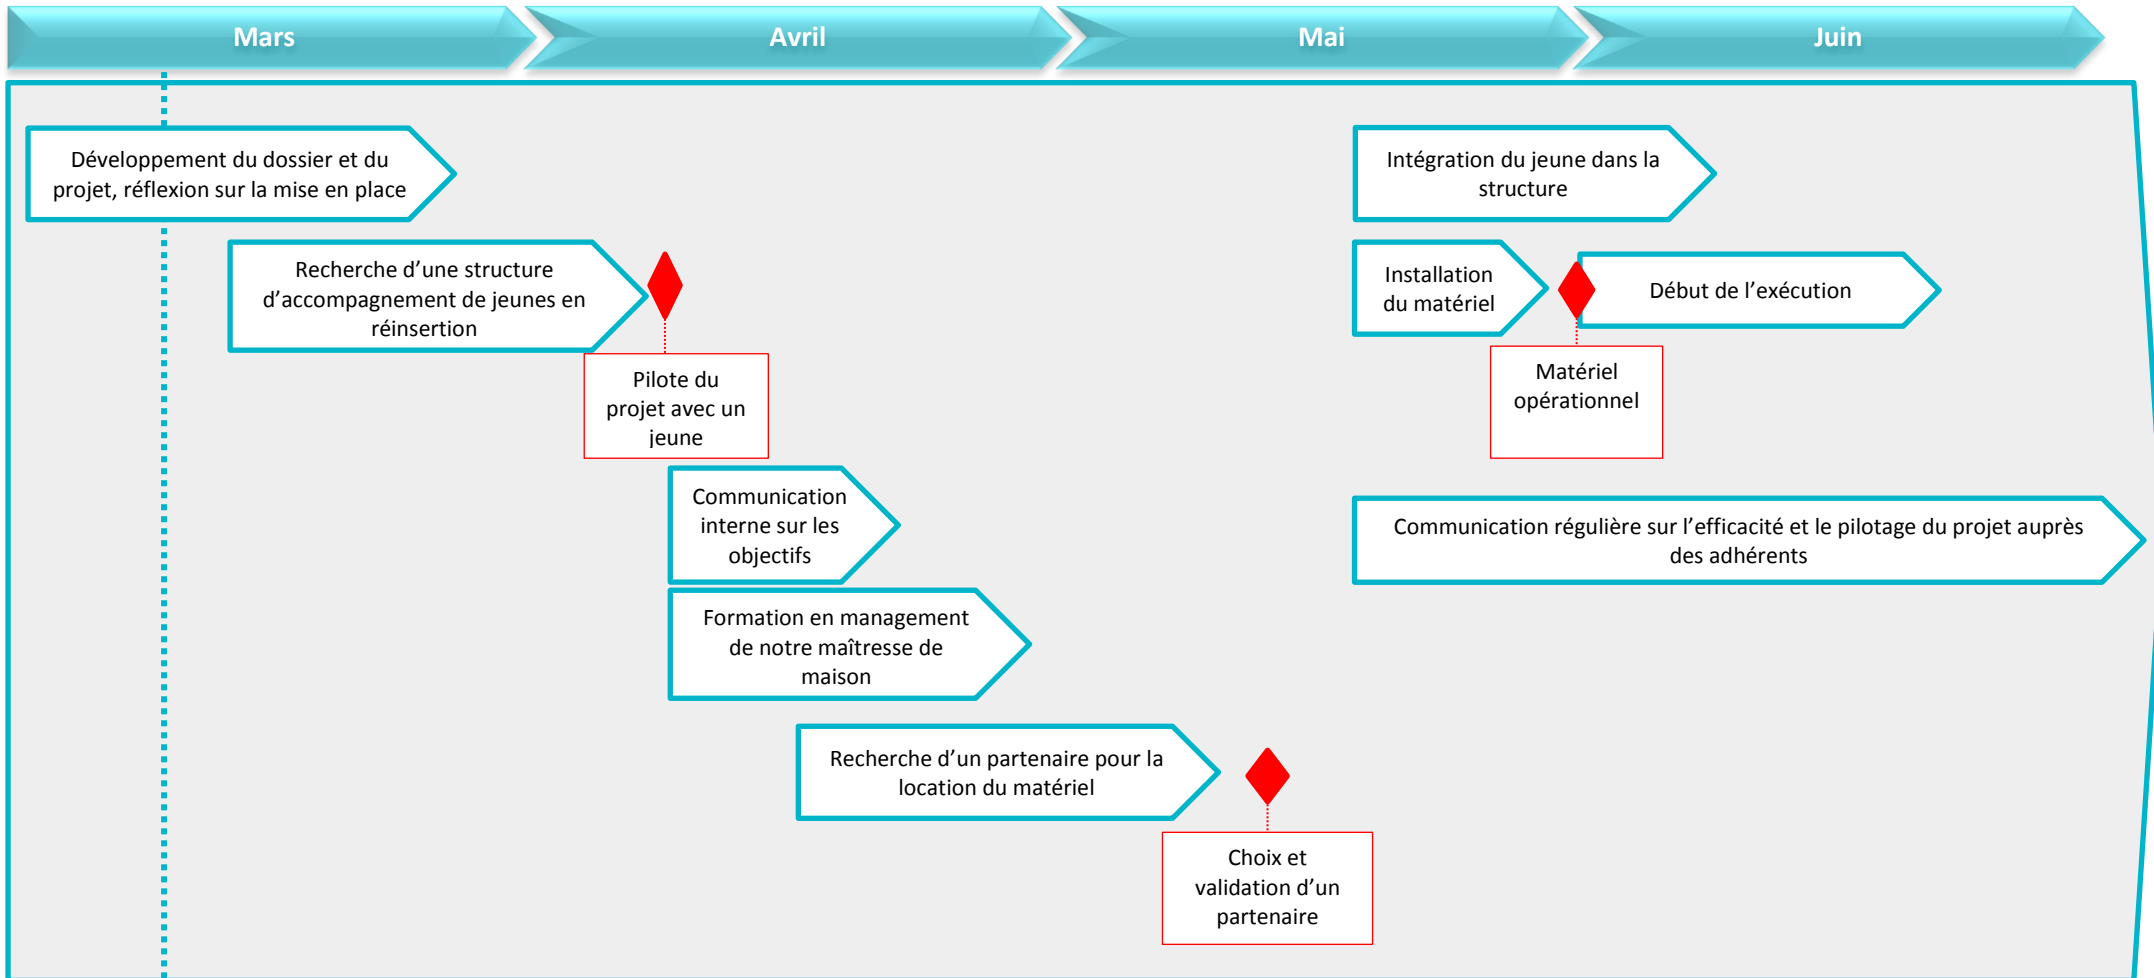 Mars
Avril
Mai
Juin
Développement du dossier et du
projet, réflexion sur la mise en place
Intégration du jeune dans la
structure
Recherche d’une structure
d’accompagnement de jeunes en
réinsertion
Installation
du matériel
Début de l’exécution
Pilote du
projet avec un
jeune
Matériel
opérationnel
Communication
interne sur les
objectifs
Communication régulière sur l’efficacité et le pilotage du projet auprès
des adhérents
Formation en management
de notre maîtresse de
maison
Recherche d’un partenaire pour la
location du matériel
Choix et
validation d’un
partenaire